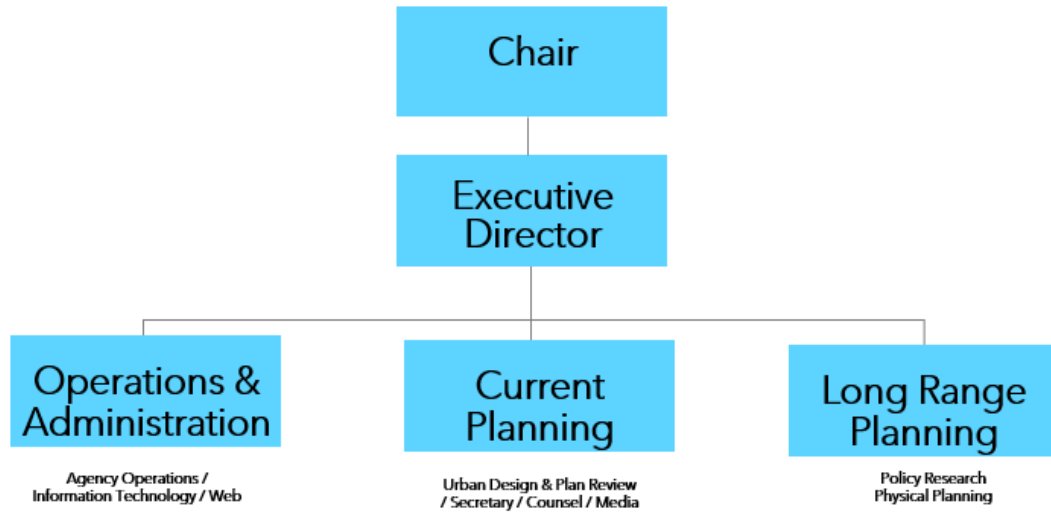 Chair
Executive
Director
Operations &
Administration
Agency Operations /
Information Technology / Web
Current
Planning
Urban Design & Plan Review
/ Secretary / Counsel / Media
Long Range
Planning
Policy Research
Physical Planning